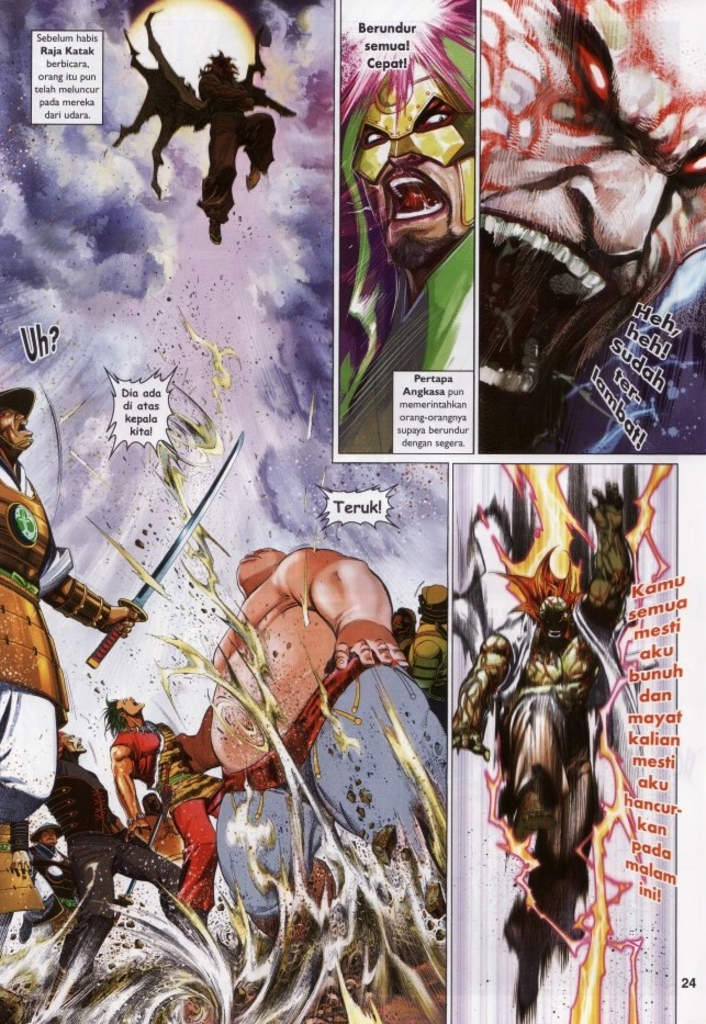 Sebelum habis
Raja Katak
berbicara,
orang itu pun
telah meluncur
pada mereka
dari udara.
Uh?
Dia ada
di atas
kepala
kita!
Teruk!
Berundur
semua!
Cepat!
Pertapa
Angkasa pun
memerintahkan
orang-orangnya
supaya berundur
dengan segera.
Heh,
heh!
Sudah
ter-
lambat!
Kamu
semua
mesti
aku
bunuh
dan
mayat
kalian
mesti
aku
hancur-
kan
pada
malam
ini!
24